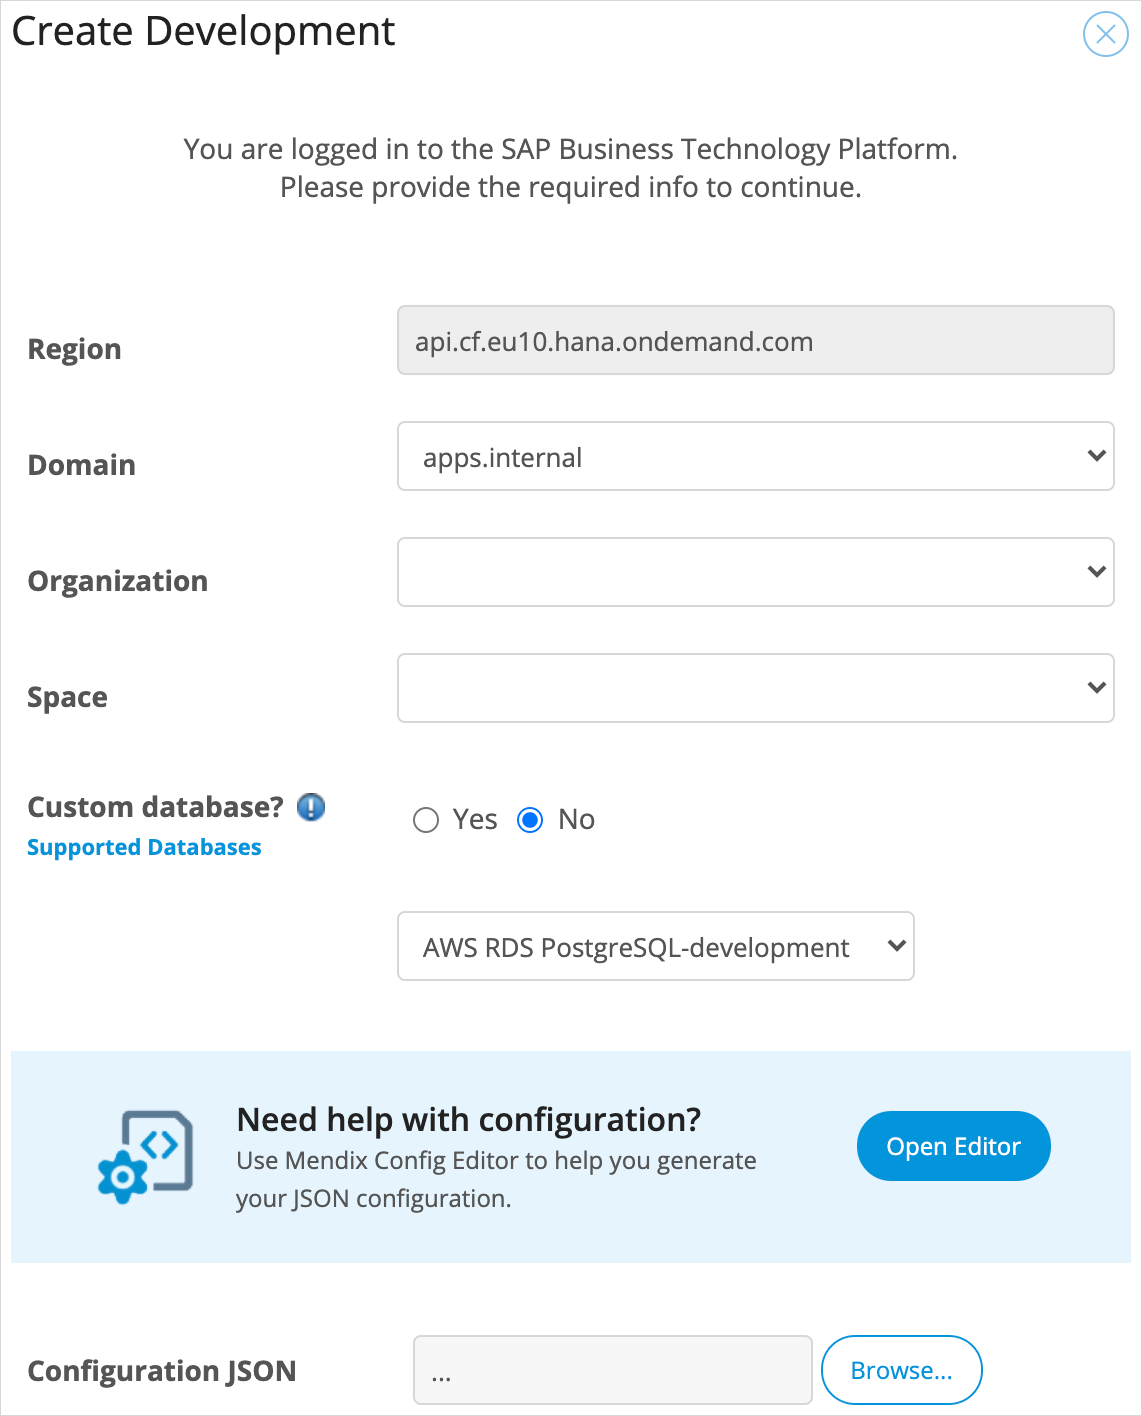 Create Development
You are logged in to the SAP Business Technology Platform.
Please provide the required info to continue.
Region
api.cf.eu10.hana.ondemand.com
Domain
apps.internal
Organization
Space
Custom database?
Supported Databases
Yes
No
AWS RDS PostgreSQL-development
Need help with configuration?
Use Mendix Config Editor to help you generate
your JSON configuration.
Open Editor
Configuration JSON
...
Browse...